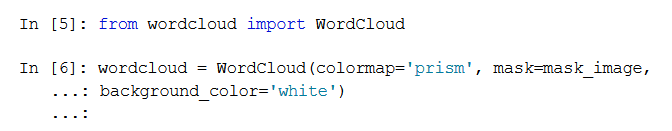 In [5]: from wordcloud import WordCloud
In [6]: wordcloud = WordCloud(colormap='prism', mask=mask_image,
...: background_color='white')
...: